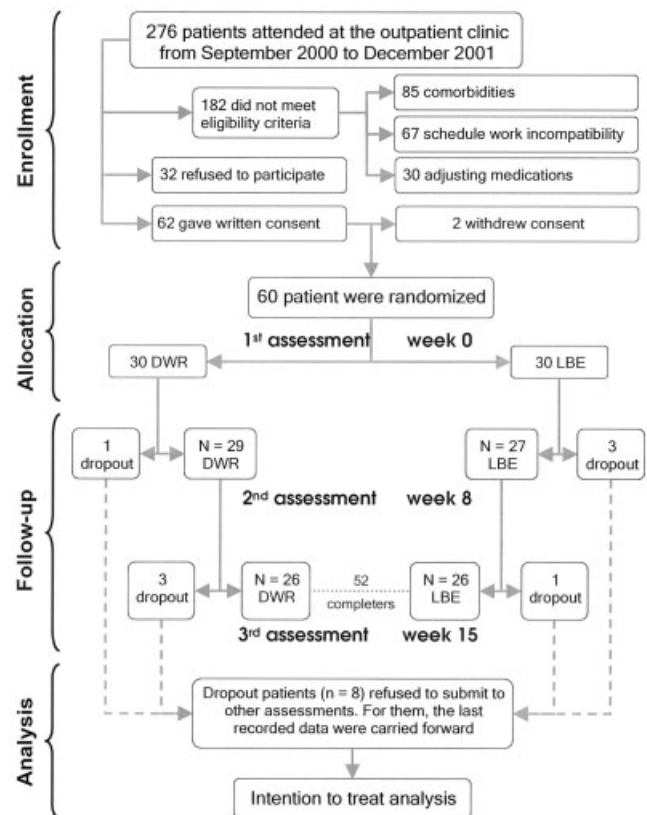 Enrollment
276 patients attended at the outpatient clinic
from September 2000 to December 2001
182 did not meet
eligibility criteria
85 comorbidities
67 schedule work incompatibility
30 adjusting medications
32 refused to participate
62 gave written consent
2 withdrew consent
Allocation
60 patient were randomized
1st assessment week 0
30 DWR
30 LBE
Follow-up
1
dropout
N = 29
DWR
N = 27
LBE
3
dropout
2nd assessment week 8
3
dropout
N = 26
DWR
52
completers
N = 26
LBE
1
dropout
3rd assessment week 15
Analysis
Dropout patients (n = 8) refused to submit to
other assessments. For them, the last
recorded data were carried forward
Intention to treat analysis